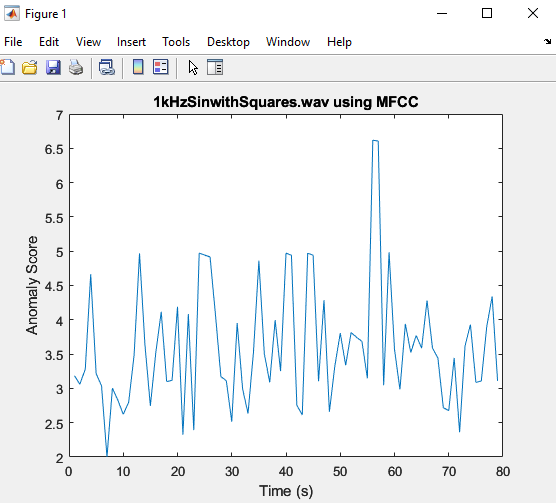 Figure 1
File Edit View Insert Tools Desktop Window Help
1kHzSinwithSquares.wav using MFCC
7
6.5
6
5.5
5
4.5
4
3.5
3
2.5
2
Anomaly Score
0 10 20 30 40 50 60 70 80
Time (s)